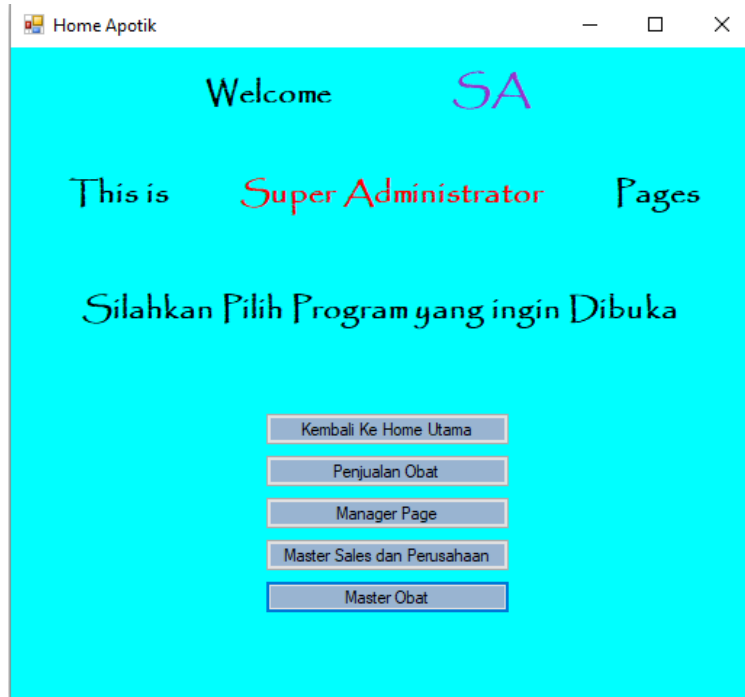 Home Apotik
Welcome SA
This is Super Administrator Pages
Silahkan Pilih Program yang ingin Dibuka
Kembali Ke Home Utama
Penjualan Obat
Manager Page
Master Sales dan Perusahaan
Master Obat